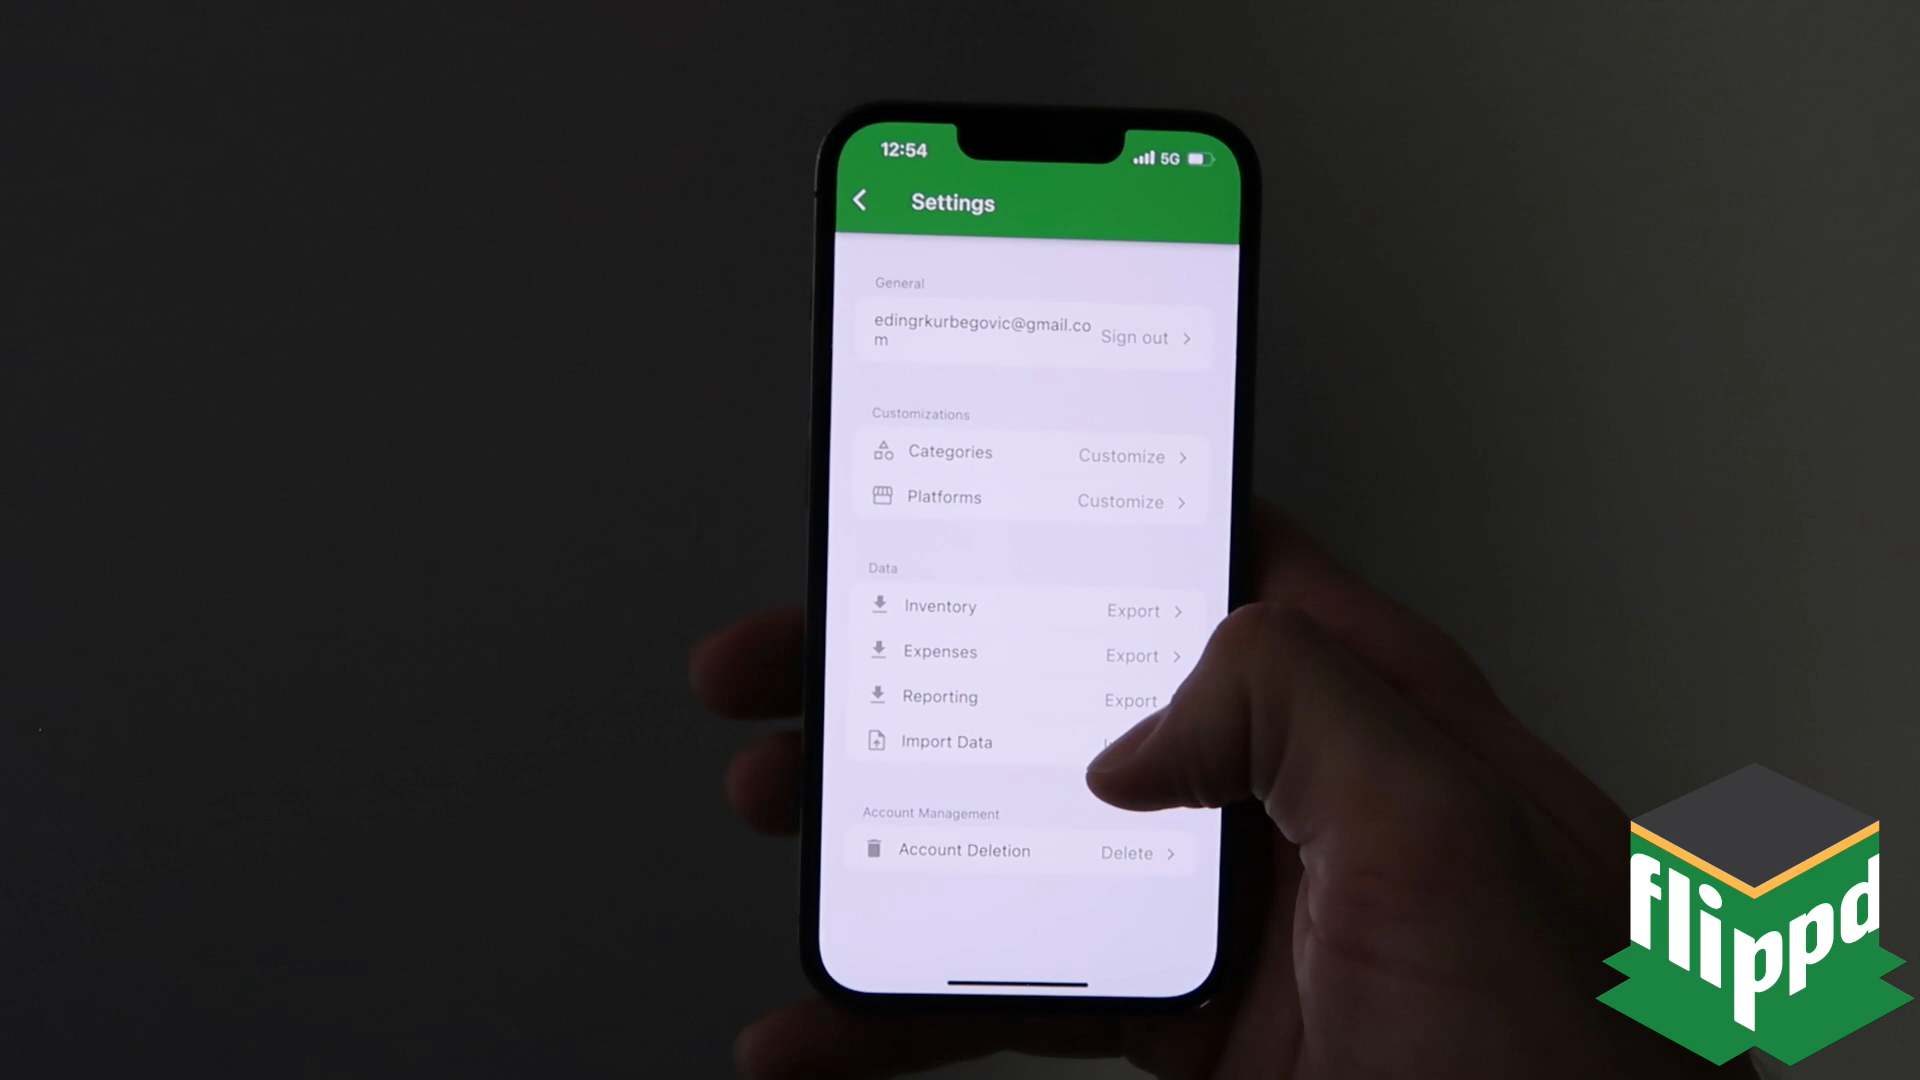 12:54
5G
Settings
General
edingrkurbegovic@gmail.co
m
Sign out
Customizations
Categories Customize
Platforms Customize
Data
Inventory Export
Expenses Export
Reporting Export
Import Data
Account Management
Account Deletion Delete
flippd